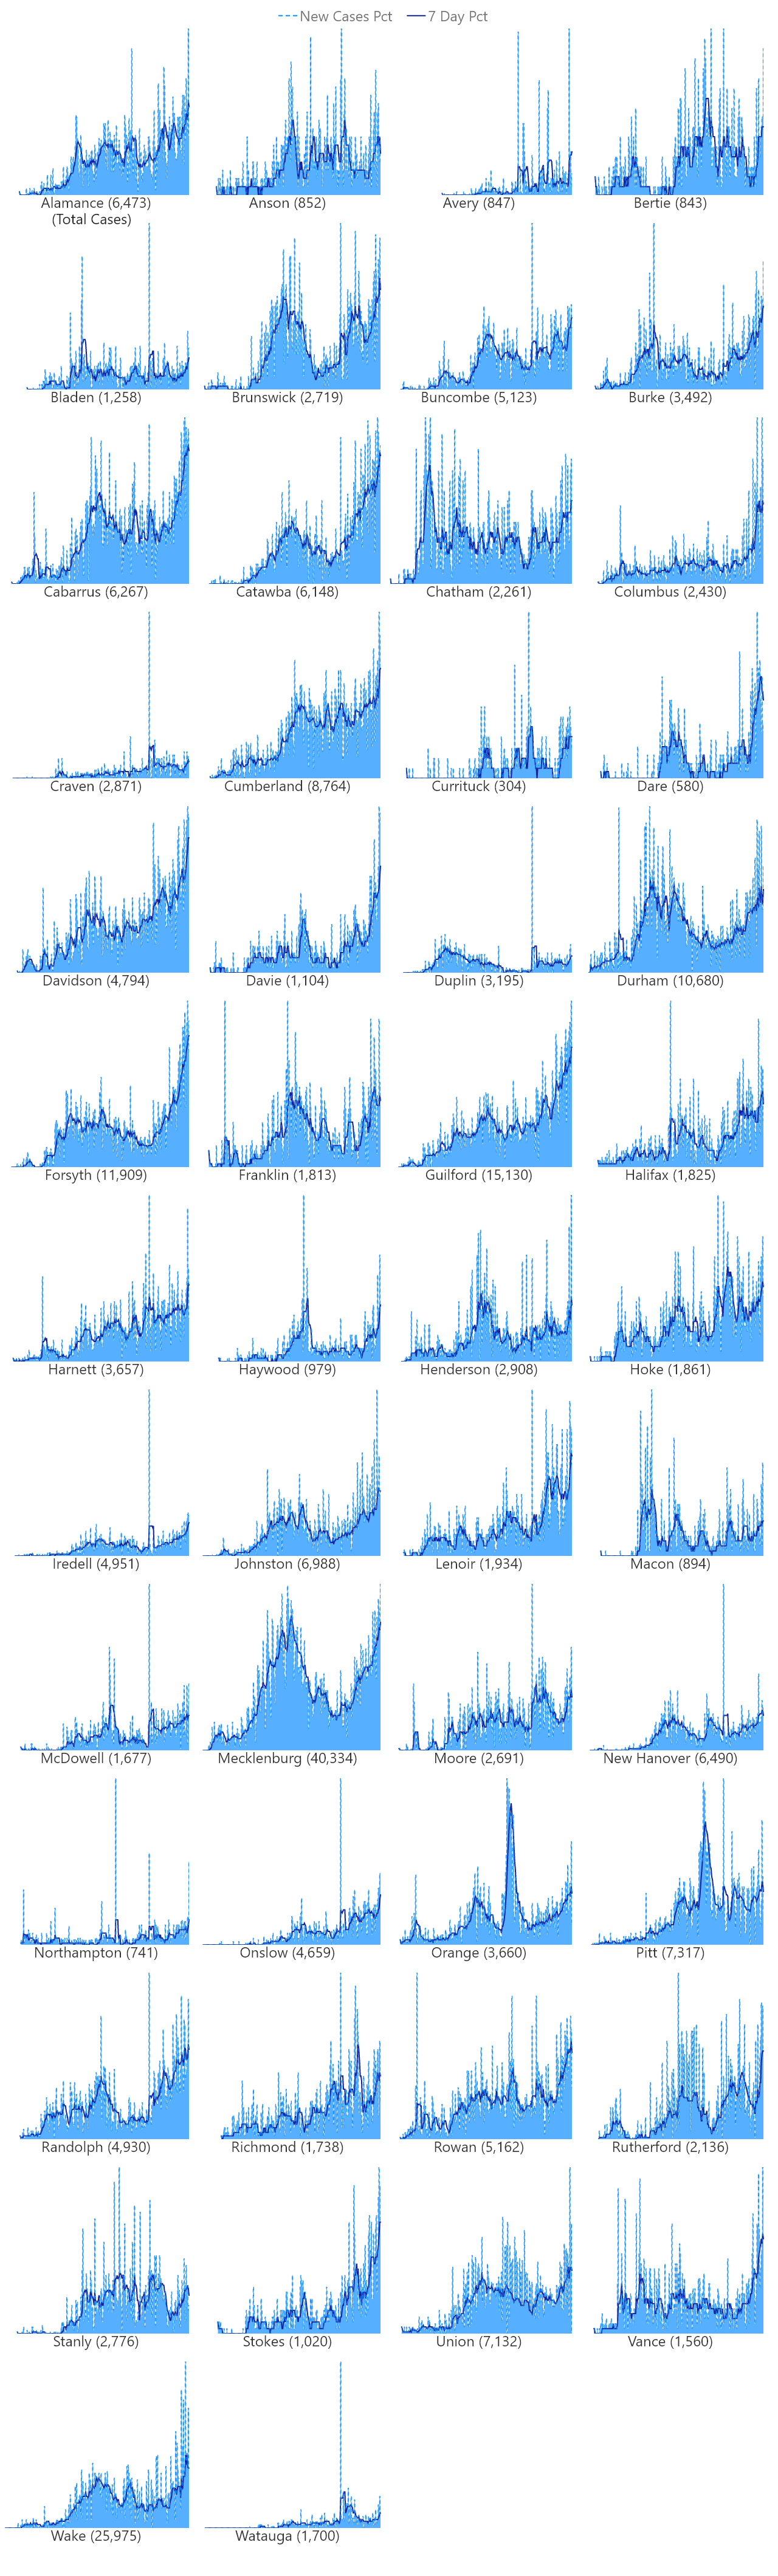 New Cases Pct 7 Day Pct
Alamance (6,473) Anson (852) Avery (847) Bertie (843)
(Total Cases)
Bladen (1,258) Brunswick (2,719) Buncombe (5,123) Burke (3,492)
Cabarrus (6,267) Catawba (6,148) Chatham (2,261) Columbus (2,430)
Craven (2,871) Cumberland (8,764) Currituck (304) Dare (580)
Davidson (4,794) Davie (1,104) Duplin (3,195) Durham (10,680)
Forsyth (11,909) Franklin (1,813) Guilford (15,130) Halifax (1,825)
Harnett (3,657) Haywood (979) Henderson (2,908) Hoke (1,861)
Iredell (4,951) Johnston (6,988) Lenoir (1,934) Macon (894)
McDowell (1,677) Mecklenburg (40,334) Moore (2,691) New Hanover (6,490)
Northampton (741) Onslow (4,659) Orange (3,660) Pitt (7,317)
Randolph (4,930) Richmond (1,738) Rowan (5,162) Rutherford (2,136)
Stanly (2,776) Stokes (1,020) Union (7,132) Vance (1,560)
Wake (25,975) Watauga (1,700)